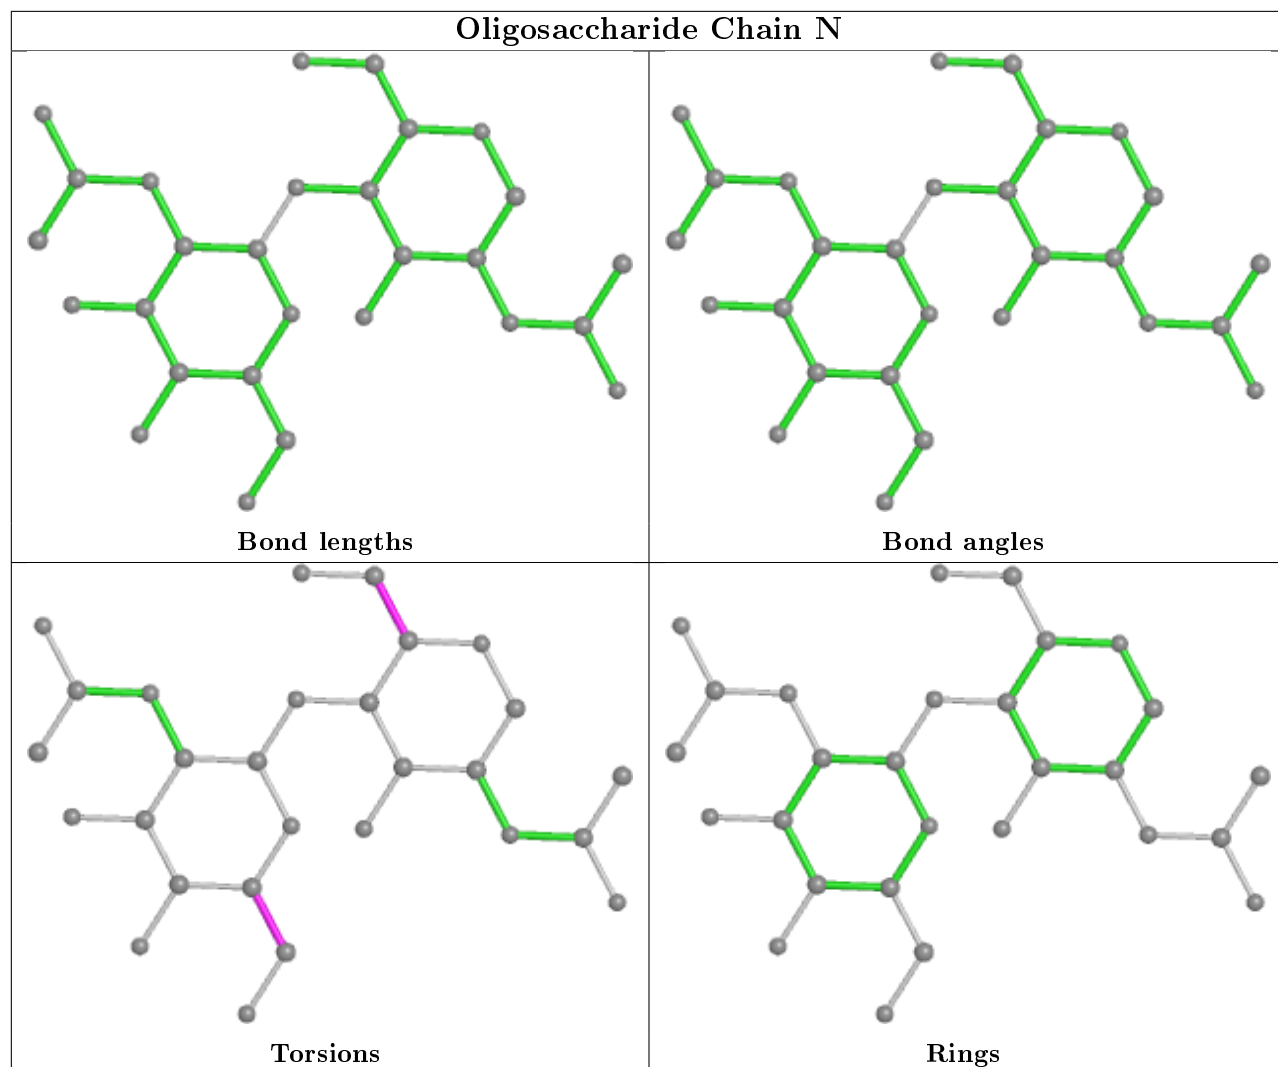 Oligosaccharide Chain N
Bond lengths
Bond angles
Torsions
Rings